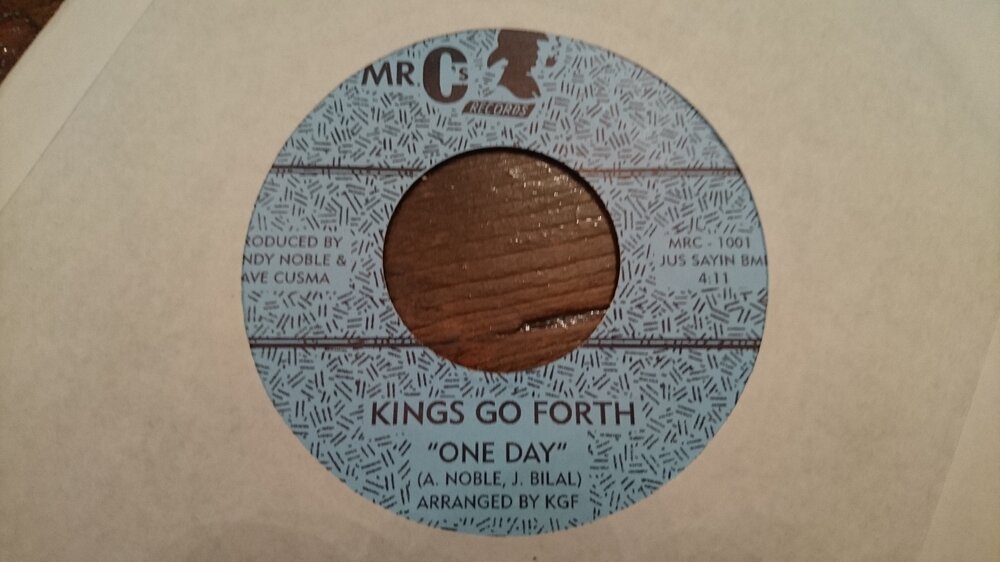 MR C's
RECORDS
RODUCED BY
NDY NOBLE &
AVE CUSMA
MRC - 1001
JUS SAYIN BMI
4:11
KINGS GO FORTH
"ONE DAY"
(A. NOBLE, J. BILAL)
ARRANGED BY KGF